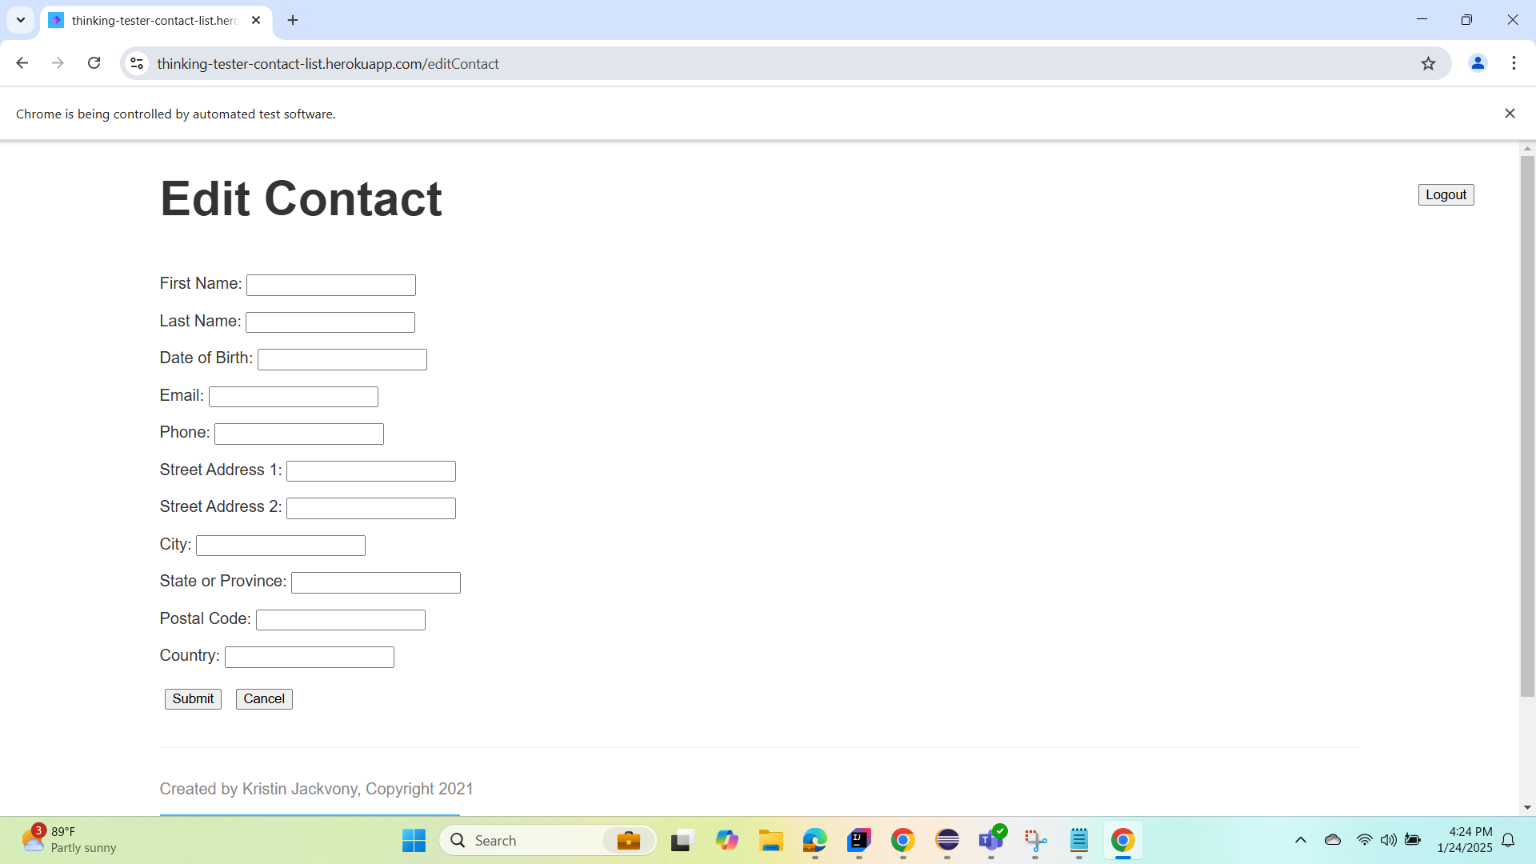 thinking-tester-contact-list.herc
thinking-tester-contact-list.herokuapp.com/editContact
Chrome is being controlled by automated test software.
Edit Contact
Logout
First Name:
Last Name:
Date of Birth:
Email:
Phone:
Street Address 1:
Street Address 2:
City:
State or Province:
Postal Code:
Country:
Submit Cancel
Created by Kristin Jackvony, Copyright 2021
3
89°F
Partly sunny
Search
4:24 PM
1/24/2025